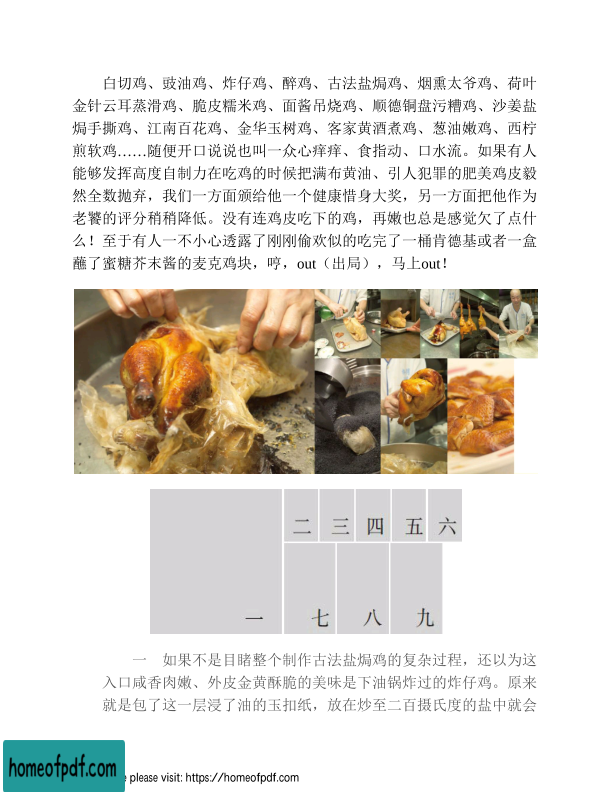 白切鸡、豉油鸡、炸仔鸡、醉鸡、古法盐焗鸡、烟熏太爷鸡、荷叶
金针云耳蒸滑鸡、脆皮糯米鸡、面酱吊烧鸡、顺德铜盘污糟鸡、沙姜盐
焗手撕鸡、江南百花鸡、金华玉树鸡、客家黄酒煮鸡、葱油嫩鸡、西柠
煎软鸡……随便开口说说也叫一众心痒痒、食指动、口水流。如果有人
能够发挥高度自制力在吃鸡的时候把满布黄油、引人犯罪的肥美鸡皮毅
然全数抛弃，我们一方面颁给他一个健康惜身大奖，另一方面把他作为
老饕的评分稍稍降低。没有连鸡皮吃下的鸡，再嫩也总是感觉欠了点什
么！至于有人一不小心透露了刚刚偷欢似的吃完了一桶肯德基或者一盒
蘸了蜜糖芥末酱的麦克鸡块，哼，out（出局），马上out！
二 三 四 五 六
一 七 八 九
一 如果不是目睹整个制作古法盐焗鸡的复杂过程，还以为这
入口咸香肉嫩、外皮金黄酥脆的美味是下油锅炸过的炸仔鸡。原来
就是包了这一层浸了油的玉扣纸，放在炒至二百摄氏度的盐中就会
homeofpdf.com
e please visit: https://homeofpdf.com